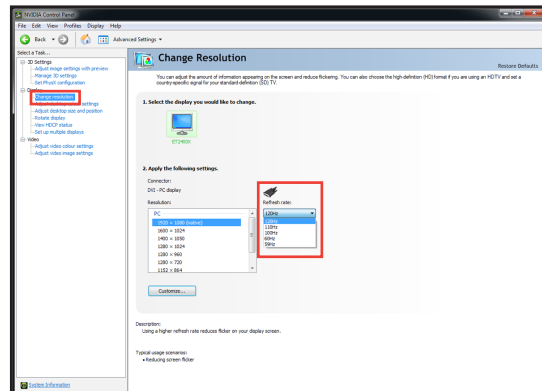 NVIDIA Control Panel
File Edit View Profiles Display Help
Back
Advanced Settings
Select a Task...
3D Settings
Adjust image settings with preview
Manage 3D settings
Set PhysX configuration
Display
Change resolution
Adjust desktop colour settings
Adjust desktop size and position
Rotate display
View HDCP status
Set up multiple displays
Video
Adjust video colour settings
Adjust video image settings
System Information
Change Resolution
Restore Defaults
You can adjust the amount of information appearing on the screen and reduce flickering. You can also choose the high-definition (HD) format if you are using an HDTV and set a
country-specific signal for your standard-definition (SD) TV.
1. Select the display you would like to change.
2. Apply the following settings.
Connector:
DVI - PC display
Resolution:
PC
1920 × 1080 (native)
1600 × 1024
1400 × 1050
1280 × 1024
1280 × 960
1280 × 720
1152 × 864
Refresh rate:
120Hz
120Hz
110Hz
100Hz
60Hz
59Hz
Customize...
Description:
Using a higher refresh rate reduces flicker on your display screen.
Typical usage scenarios:
• Reducing screen flicker